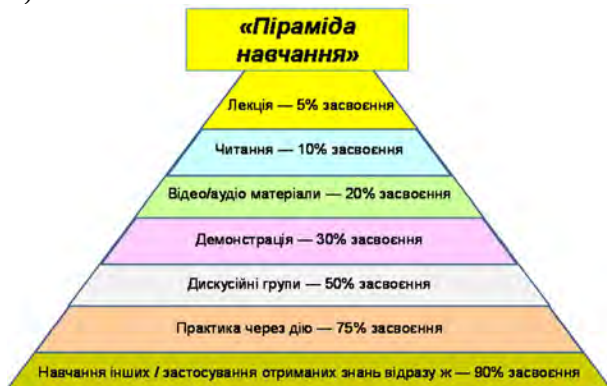 «Піраміда
навчання»
Лекція — 5% засвоєння
Читання — 10% засвоєння
Відео/аудіо матеріали — 20% засвоєння
Демонстрація — 30% засвоєння
Дискусійні групи — 50% засвоєння
Практика через дію — 75% засвоєння
Навчання інших / застосування отриманих знань відразу ж — 90% засвоєння